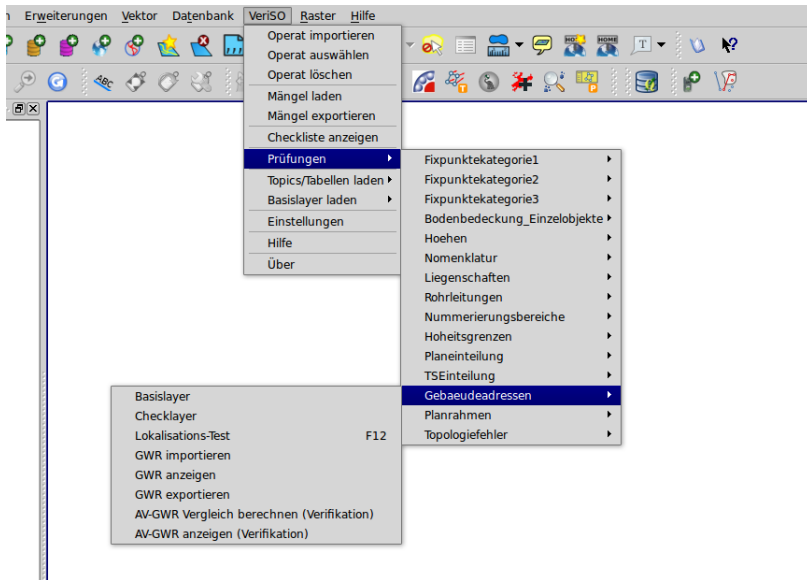 Erweiterungen Vektor Datenbank VeriSO Raster Hilfe
HOME
T
ABC
P
Operat importieren
Operat auswählen
Operat löschen
Mängel laden
Mängel exportieren
Checkliste anzeigen
Prüfungen
Topics/Tabellen laden
Basislayer laden
Einstellungen
Hilfe
Über
Fixpunktekategorie1
Fixpunktekategorie2
Fixpunktekategorie3
Bodenbedeckung_Einzelobjekte
Hoehen
Nomenklatur
Liegenschaften
Rohrleitungen
Nummerierungsbereiche
Hoheitsgrenzen
Planeinteilung
TSEinteilung
Gebaeudeadressen
Planrahmen
Topologiefehler
Basislayer
Checklayer
Lokalisations-Test F12
GWR importieren
GWR anzeigen
GWR exportieren
AV-GWR Vergleich berechnen (Verifikation)
AV-GWR anzeigen (Verifikation)